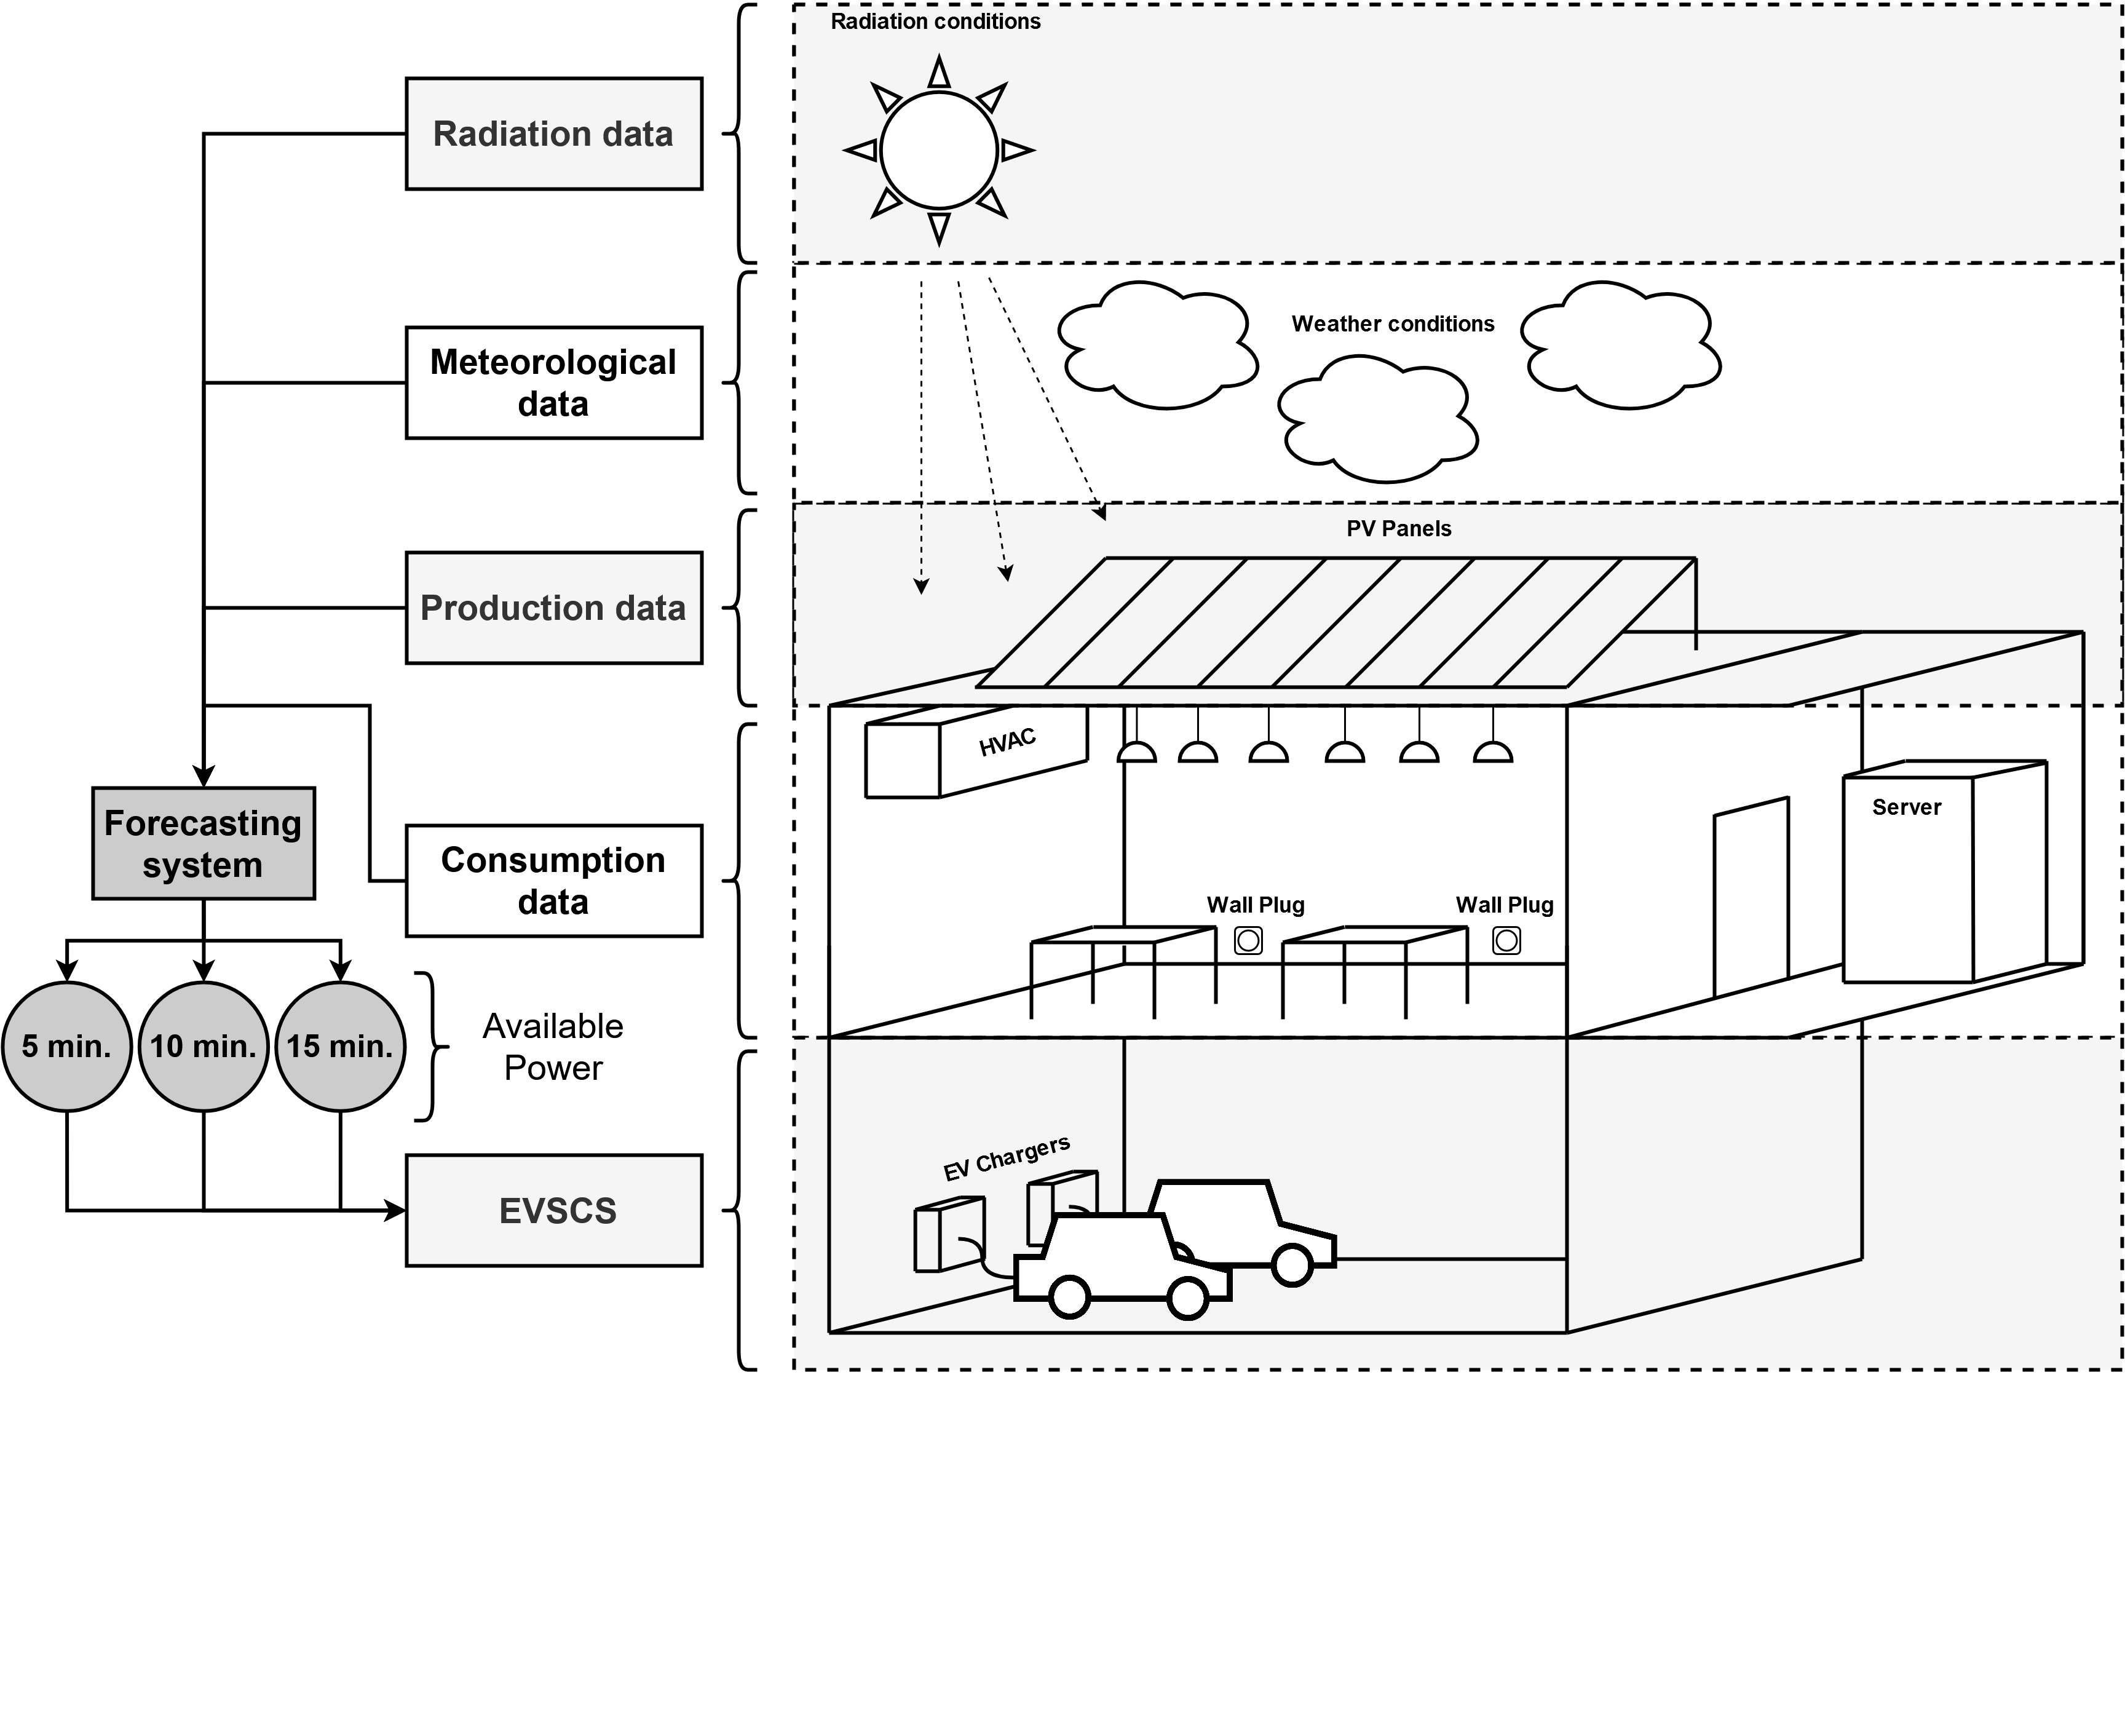 Radiation conditions
Radiation data
Meteorological
data
Weather conditions
Production data
PV Panels
HVAC
Forecasting
system
Consumption
data
Server
Wall Plug
Wall Plug
5 min.
10 min.
15 min.
Available
Power
EV Chargers
EVSCS